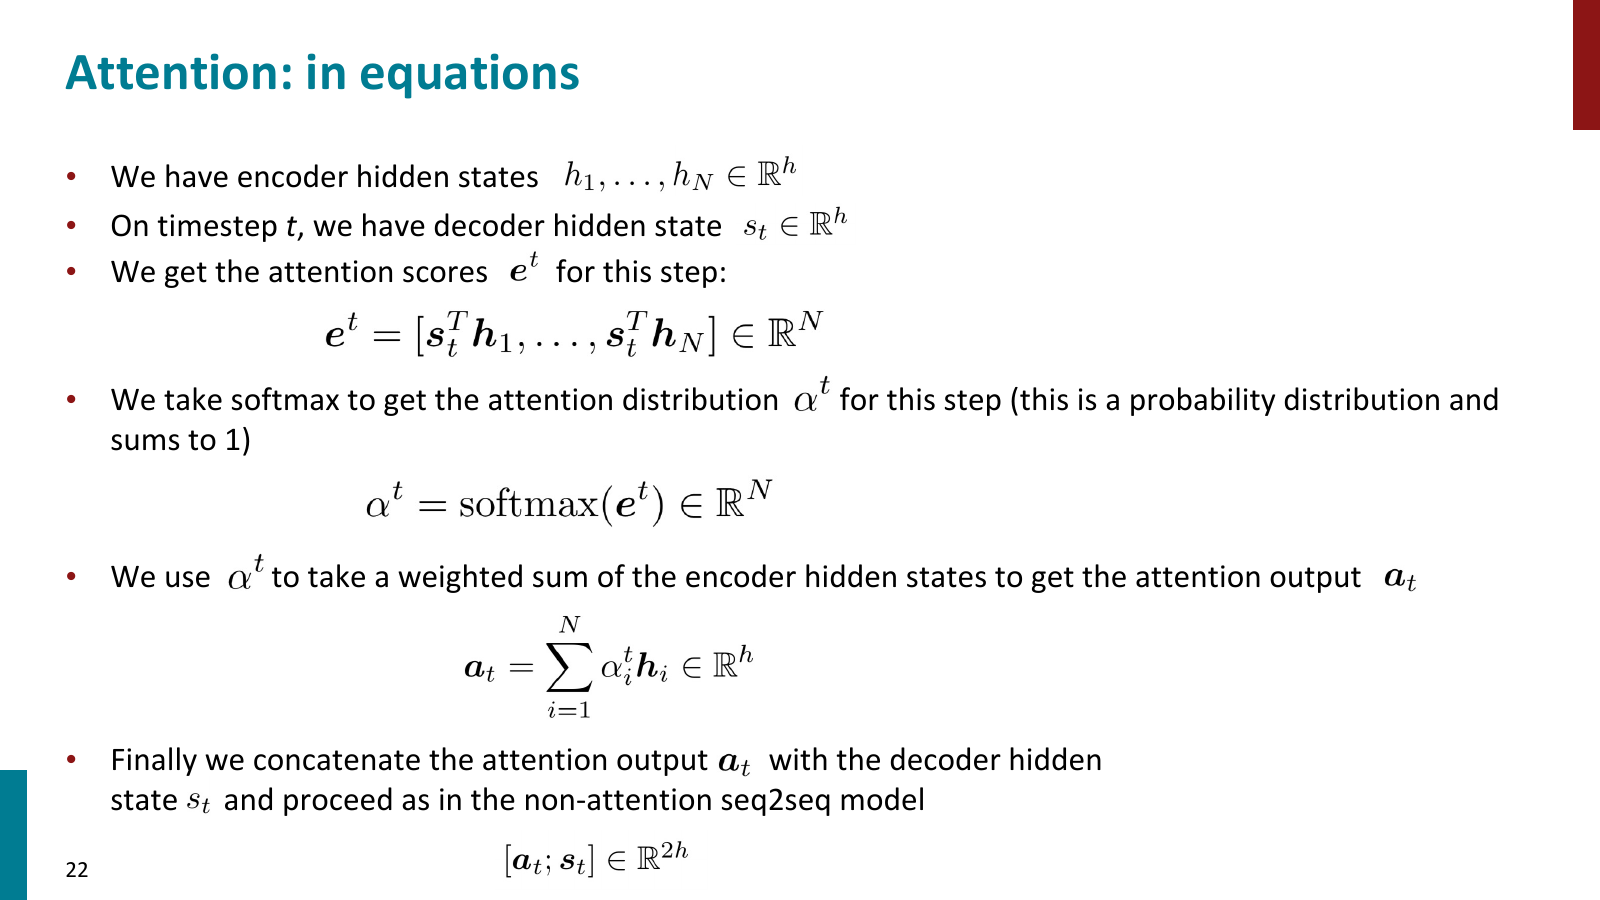 Attention: in equations
• We have encoder hidden states h₁, . . . , h_N ∈ ℝ^h
• On timestep t, we have decoder hidden state s_t ∈ ℝ^h
• We get the attention scores e^t for this step:
e^t = [s_t^T h₁, . . . , s_t^T h_N] ∈ ℝ^N
• We take softmax to get the attention distribution α^t for this step (this is a probability distribution and
sums to 1)
α^t = softmax(e^t) ∈ ℝ^N
• We use α^t to take a weighted sum of the encoder hidden states to get the attention output a_t
a_t = ∑_{i=1}^{N} α_i^t h_i ∈ ℝ^h
• Finally we concatenate the attention output a_t with the decoder hidden
state s_t and proceed as in the non-attention seq2seq model
[a_t; s_t] ∈ ℝ^{2h}
22